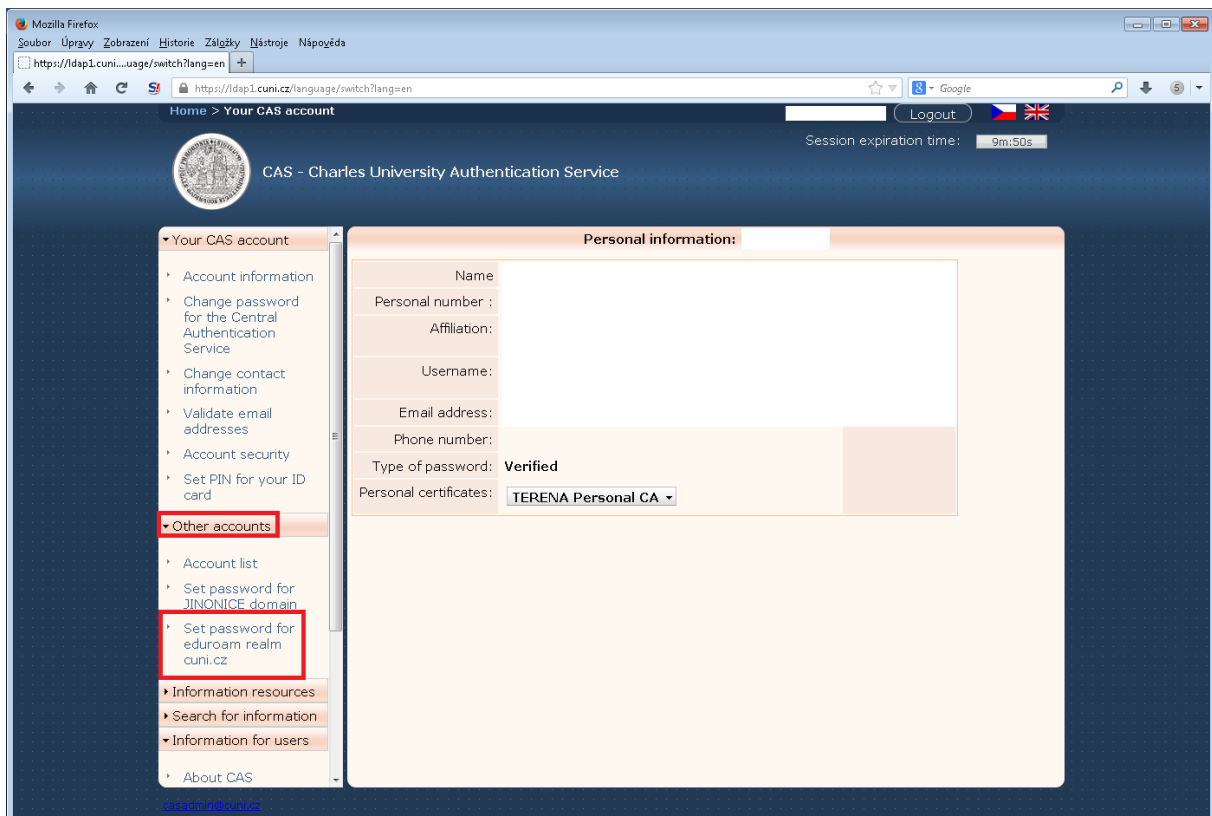 Mozilla Firefox
Soubor Úpravy Zobrazení Historie Záložky Nástroje Nápověda
https://ldap1.cuni....uage/switch?lang=en +
https://ldap1.cuni.cz/language/switch?lang=en
Google
5
Home > Your CAS account
Logout
Session expiration time: 9m:50s
CAS - Charles University Authentication Service
Your CAS account
Account information
Change password
for the Central
Authentication
Service
Change contact
information
Validate email
addresses
Account security
Set PIN for your ID
card
Other accounts
Account list
Set password for
JINONICE domain
Set password for
eduroam realm
cuni.cz
Information resources
Search for information
Information for users
About CAS
Personal information:
Name
Personal number :
Affiliation:
Username:
Email address:
Phone number:
Type of password: Verified
Personal certificates: TERENA Personal CA
casadmin@cuni.cz